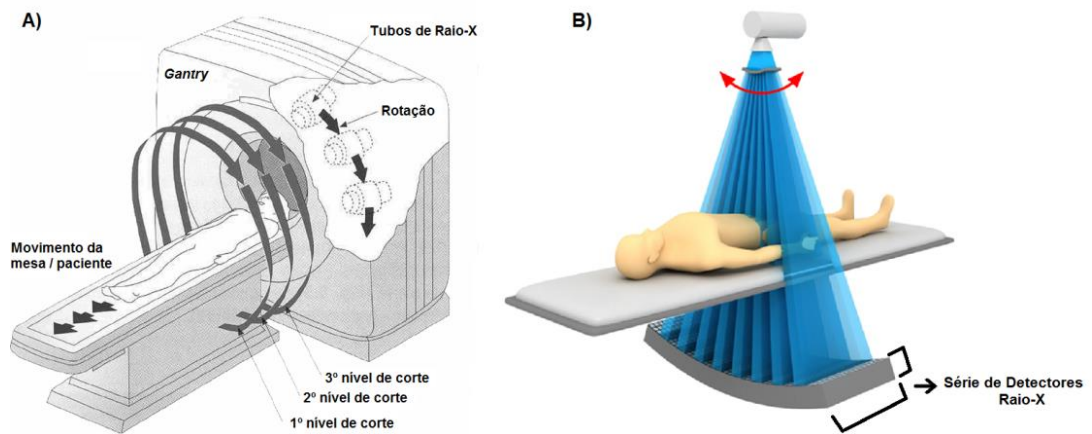 A)
Tubos de Raio-X
Gantry
Rotação
Movimento da
mesa / paciente
3º nível de corte
2º nível de corte
1º nível de corte
B)
Série de Detectores
Raio-X